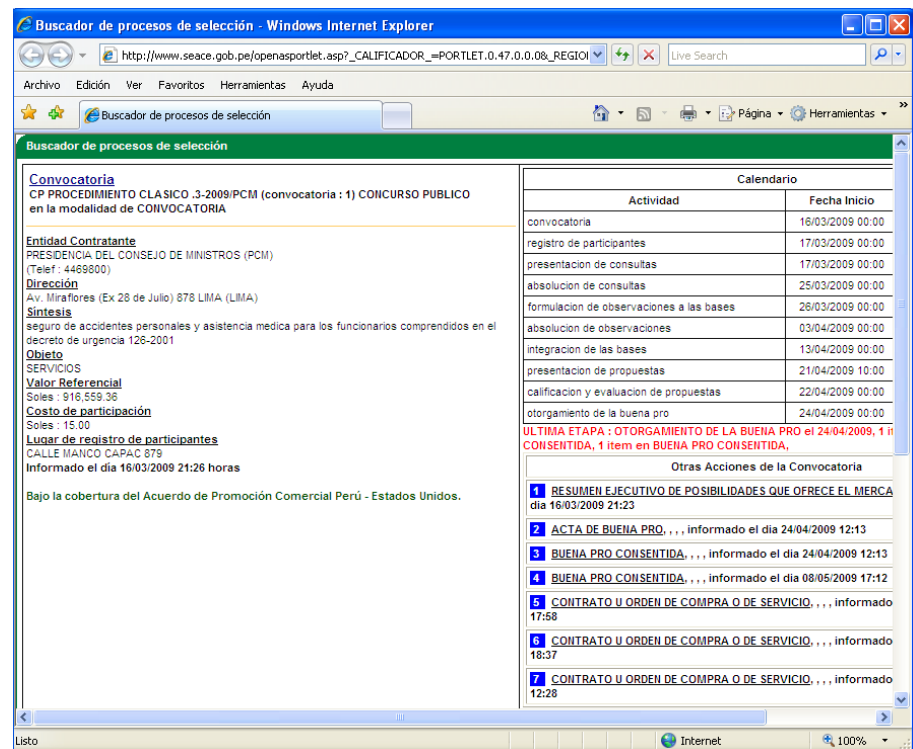 Buscador de procesos de selección - Windows Internet Explorer
http://www.seace.gob.pe/openasportlet.asp?_CALIFICADOR_=PORTLET.0.47.0.0.0&_REGIO
Live Search
Archivo Edición Ver Favoritos Herramientas Ayuda
Buscador de procesos de selección
Página
Herramientas
»
Buscador de procesos de selección
Convocatoria
CP PROCEDIMIENTO CLASICO .3-2009/PCM (convocatoria : 1) CONCURSO PUBLICO
en la modalidad de CONVOCATORIA
Entidad Contratante
PRESIDENCIA DEL CONSEJO DE MINISTROS (PCM)
(Telef : 4469800)
Dirección
Av. Miraflores (Ex 28 de Julio) 878 LIMA (LIMA)
Síntesis
seguro de accidentes personales y asistencia medica para los funcionarios comprendidos en el
decreto de urgencia 126-2001
Objeto
SERVICIOS
Valor Referencial
Soles : 916,559.36
Costo de participación
Soles : 15.00
Lugar de registro de participantes
CALLE MANCO CAPAC 879
Informado el día 16/03/2009 21:26 horas
Bajo la cobertura del Acuerdo de Promoción Comercial Perú - Estados Unidos.
Calendario
Actividad Fecha Inicio
convocatoria 16/03/2009 00:00
registro de participantes 17/03/2009 00:00
presentacion de consultas 17/03/2009 00:00
absolucion de consultas 25/03/2009 00:00
formulacion de observaciones a las bases 26/03/2009 00:00
absolucion de observaciones 03/04/2009 00:00
integracion de las bases 13/04/2009 00:00
presentacion de propuestas 21/04/2009 10:00
calificacion y evaluacion de propuestas 22/04/2009 00:00
otorgamiento de la buena pro 24/04/2009 00:00
ULTIMA ETAPA : OTORGAMIENTO DE LA BUENA PRO el 24/04/2009, 1 it
CONSENTIDA, 1 item en BUENA PRO CONSENTIDA,
Otras Acciones de la Convocatoria
1 RESUMEN EJECUTIVO DE POSIBILIDADES QUE OFRECE EL MERCA
dia 16/03/2009 21:23
2 ACTA DE BUENA PRO, , , , informado el dia 24/04/2009 12:13
3 BUENA PRO CONSENTIDA, , , , informado el dia 24/04/2009 12:13
4 BUENA PRO CONSENTIDA, , , , informado el dia 08/05/2009 17:12
5 CONTRATO U ORDEN DE COMPRA O DE SERVICIO, , , , informado
17:58
6 CONTRATO U ORDEN DE COMPRA O DE SERVICIO, , , , informado
18:37
7 CONTRATO U ORDEN DE COMPRA O DE SERVICIO, , , , informado
12:28
Listo
Internet
100%